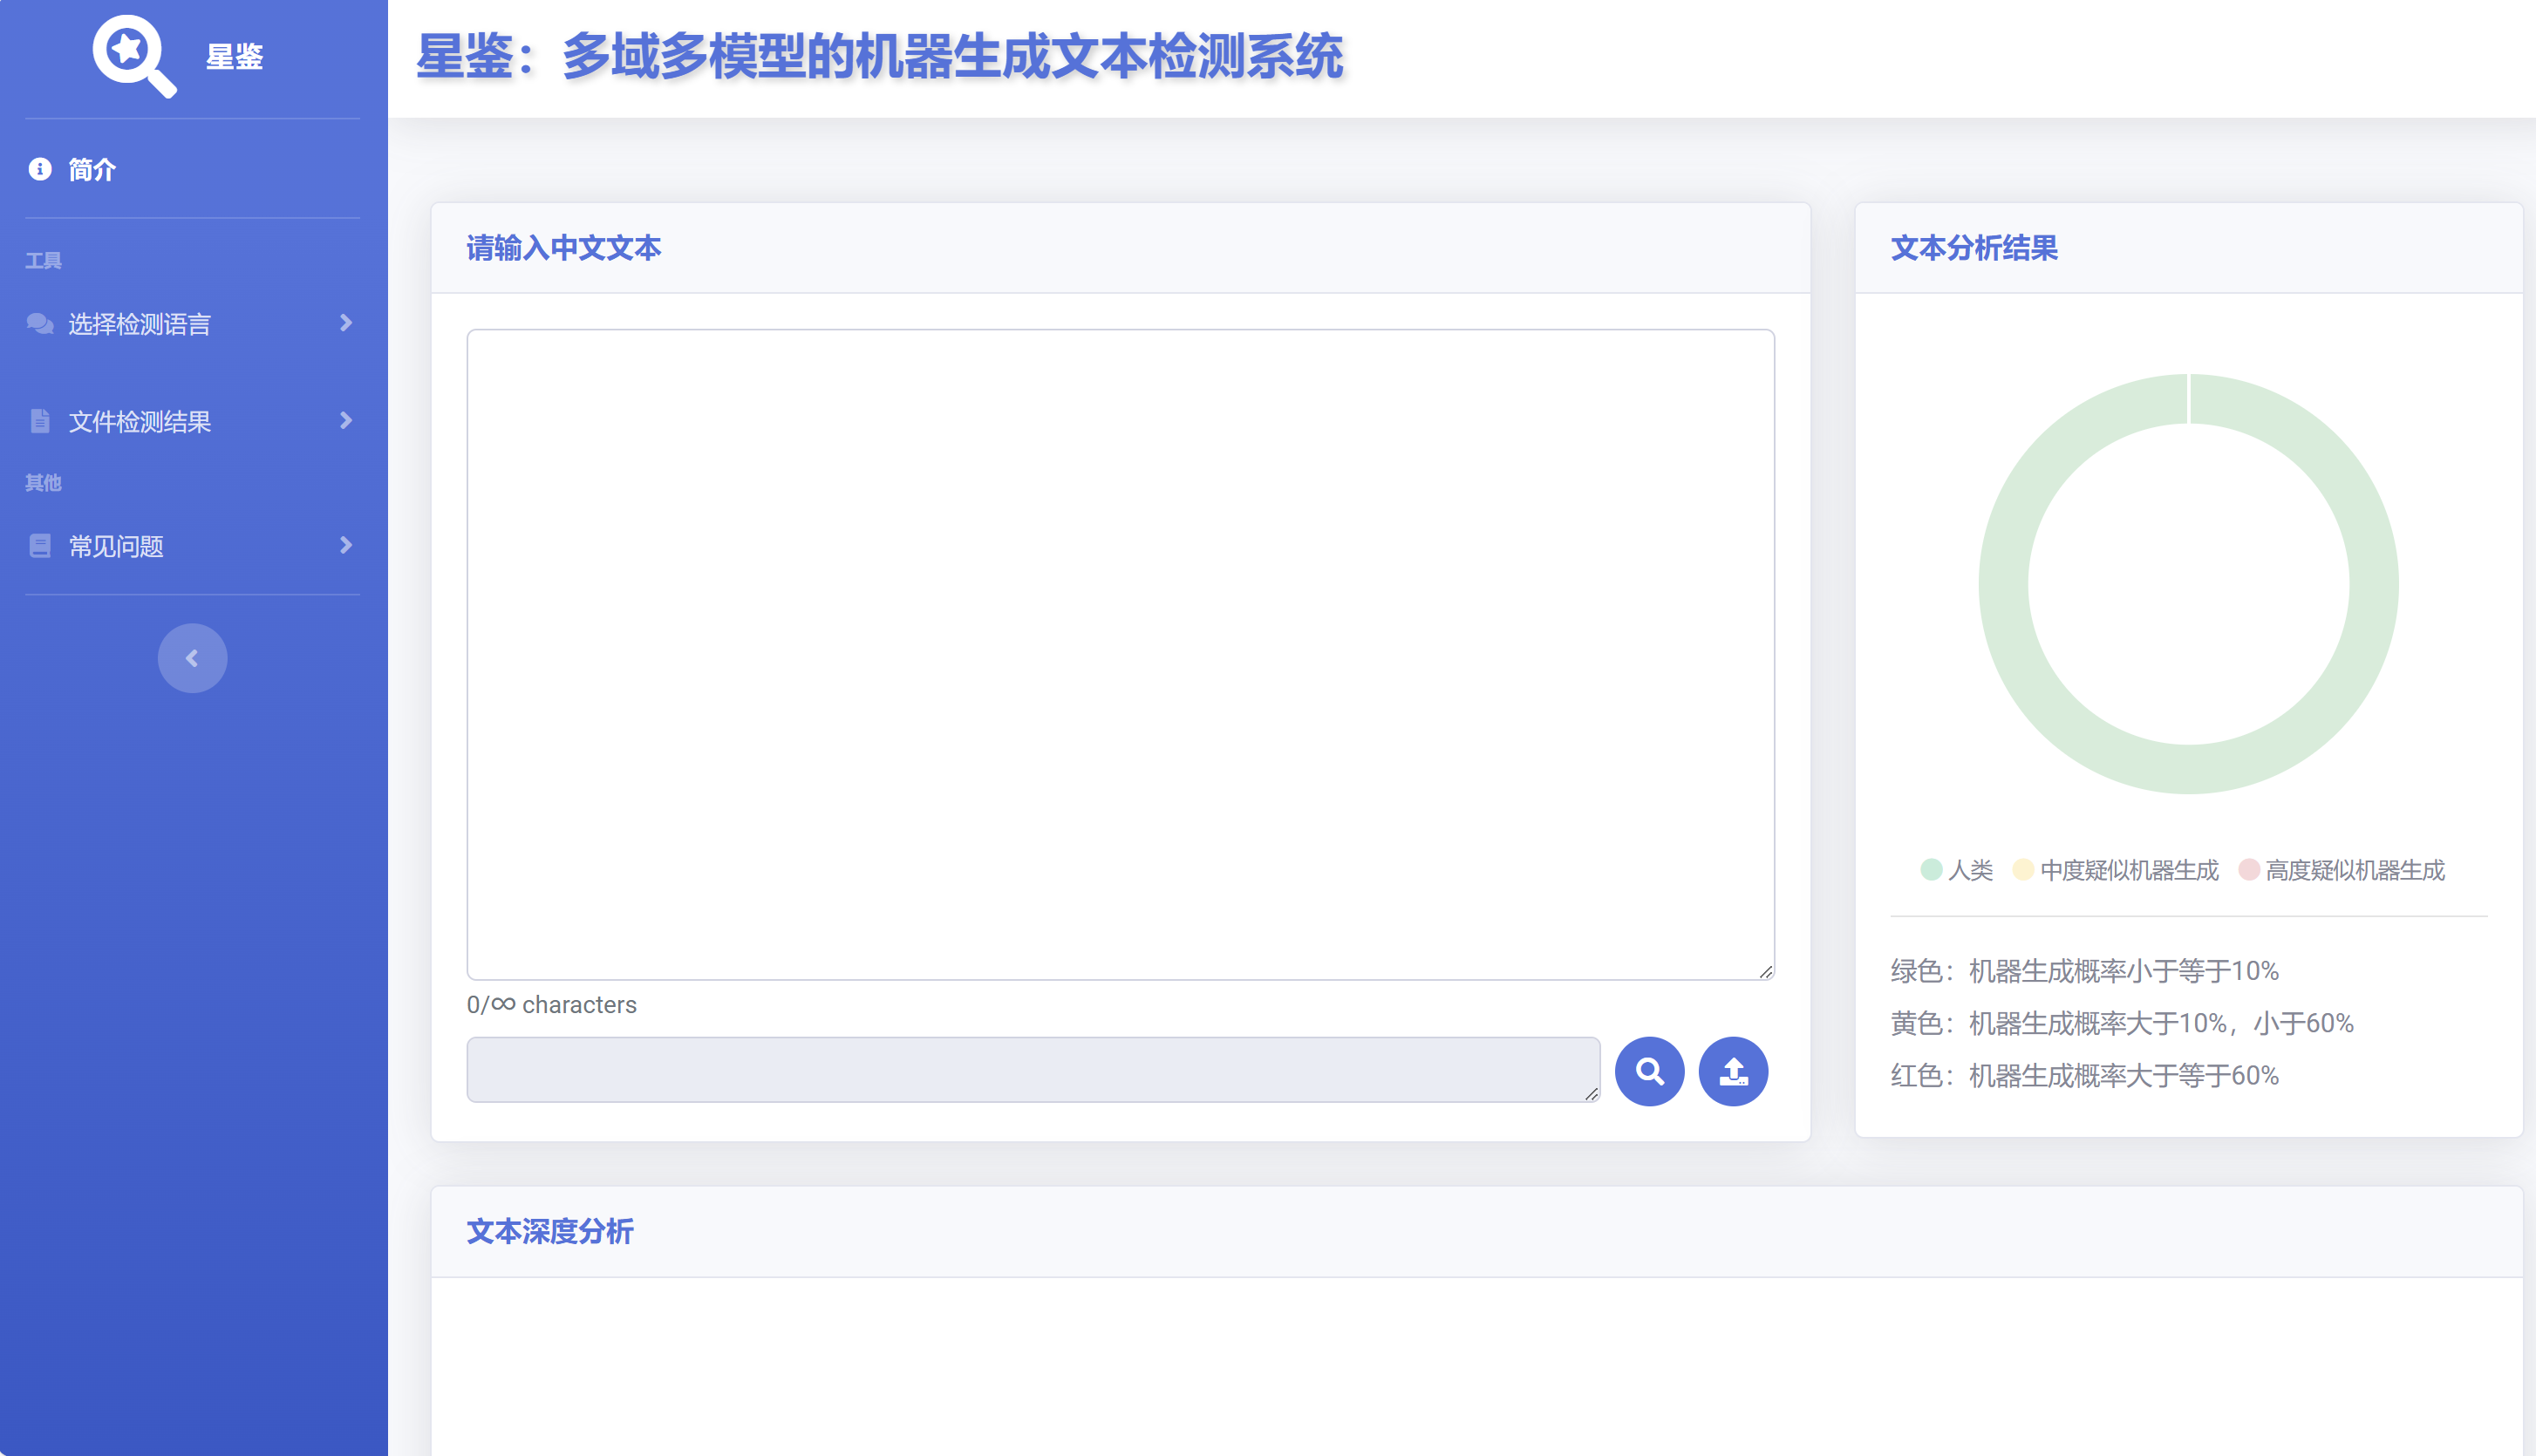 星鉴
简介
工具
选择检测语言
文件检测结果
其他
常见问题
星鉴：多域多模型的机器生成文本检测系统
请输入中文文本
0/∞ characters
文本分析结果
人类 中度疑似机器生成 高度疑似机器生成
绿色：机器生成概率小于等于10%
黄色：机器生成概率大于10%，小于60%
红色：机器生成概率大于等于60%
文本深度分析